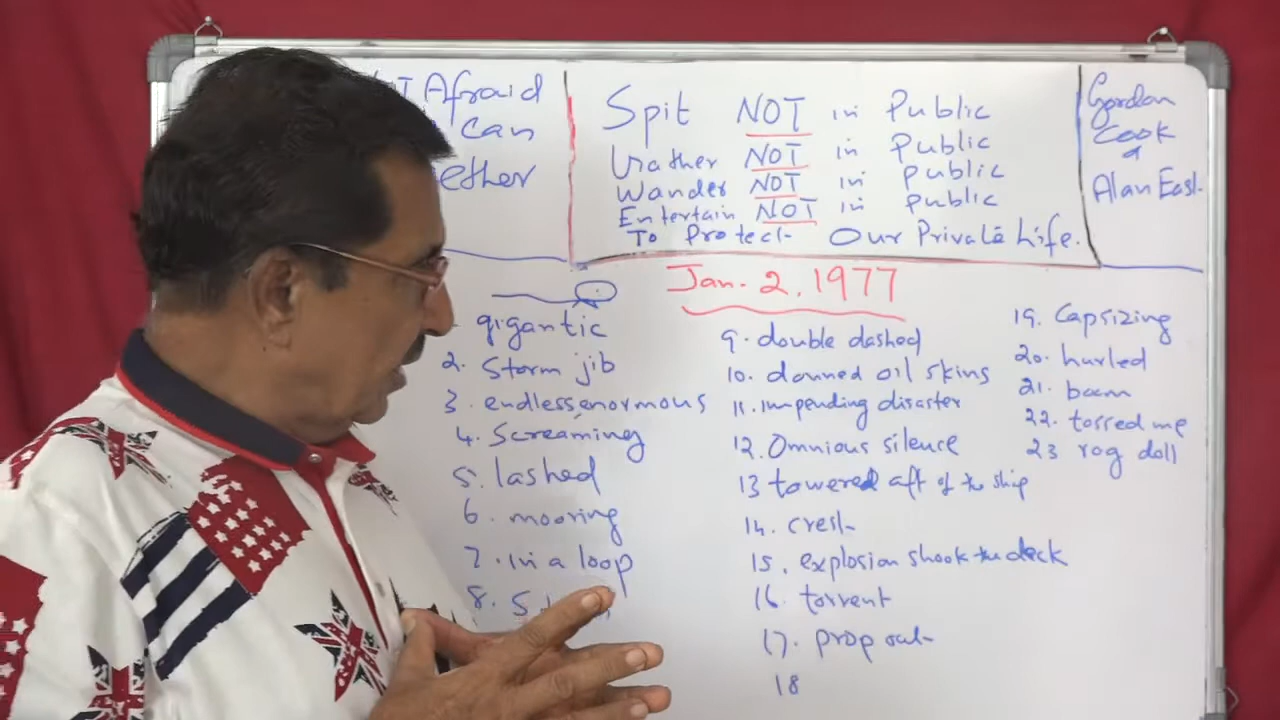 I Afraid
can
ether
Spit NOT in Public
Urather NOT in Public
Wander NOT in Public
Entertain NOT in Public
To Protect Our Private Life.
Gordon
Cook
&
Alan East
Jan. 2. 1977
gigantic
2. Storm jib
3. endless, enormous
4. Screaming
5. lashed
6. mooring
7. in a loop
8. S
9. double dashed
10. donned oil skins
11. impending disaster
12. Omnious silence
13 towered aft of the ship
14. crest
15. explosion shook the deck
16. torrent
17. prop out
18
19. Capsizing
20. hurled
21. boom
22. tossed me
23 rag doll